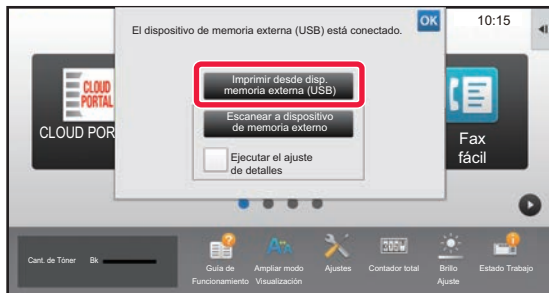 El dispositivo de memoria externa (USB) está conectado.
OK
10:15
Imprimir desde disp.
memoria externa (USB)
CLOUD
PORTAL
Escanear a dispositivo
de memoria externo
CLOUD POR
Fax
fácil
Ejecutar el ajuste
de detalles
Cant. de Tóner Bk
Guía de
Funcionamiento
Ampliar modo
Visualización
Ajustes
Contador total
Brillo
Ajuste
Estado Trabajo